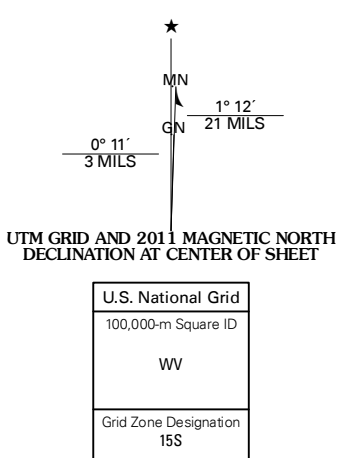 MN
1° 12´
21 MILS
GN
0° 11´
3 MILS
UTM GRID AND 2011 MAGNETIC NORTH
DECLINATION AT CENTER OF SHEET
U.S. National Grid
100,000-m Square ID
WV
Grid Zone Designation
15S